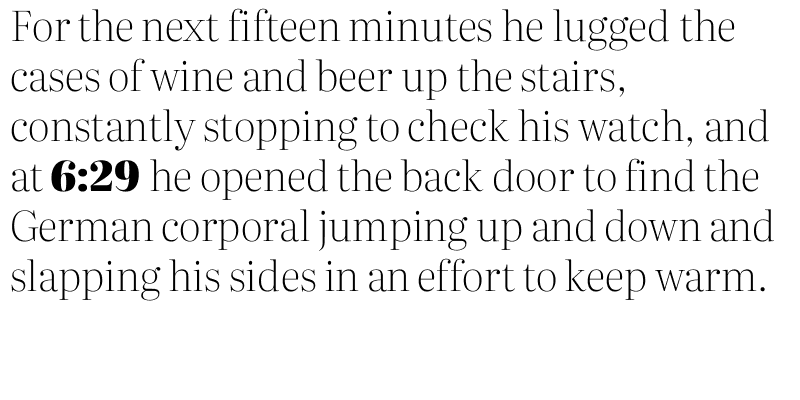 For the next fifteen minutes he lugged the
cases of wine and beer up the stairs,
constantly stopping to check his watch, and
at 6:29 he opened the back door to find the
German corporal jumping up and down and
slapping his sides in an effort to keep warm.